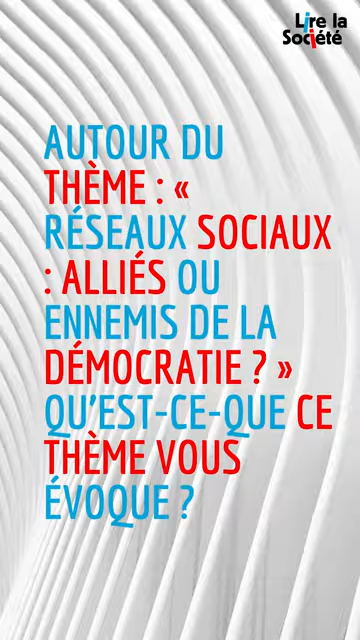 Lire la
Société
AUTOUR DU
THÈME : «
RÉSEAUX SOCIAUX
: ALLIÉS OU
ENNEMIS DE LA
DÉMOCRATIE ? »
QU'EST-CE-QUE CE
THÈME VOUS
ÉVOQUE ?